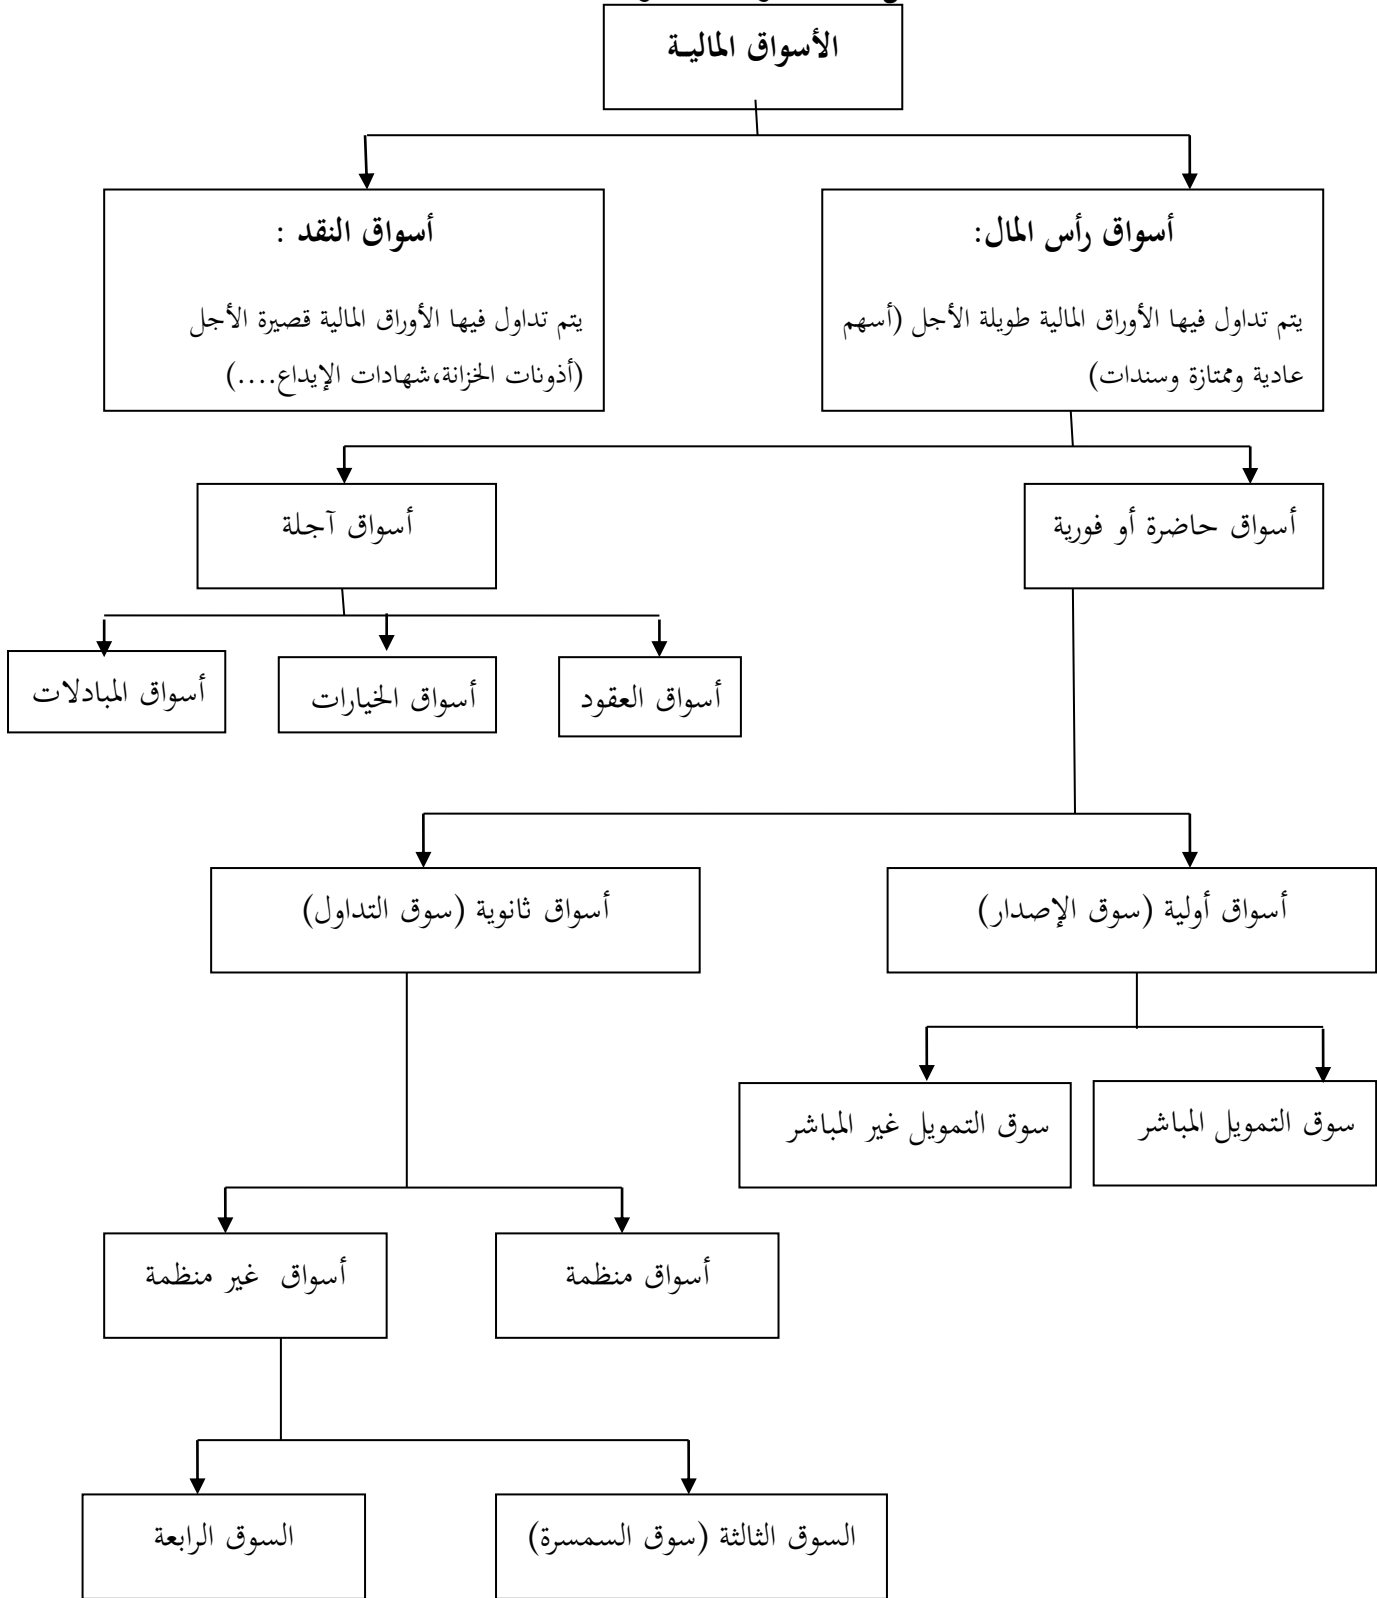 الأسواق المالية
أسواق رأس المال:
يتم تداول فيها الأوراق المالية طويلة الأجل (أسهم
عادية وممتازة وسندات)
أسواق النقد :
يتم تداول فيها الأوراق المالية قصيرة الأجل
(أذونات الخزانة،شهادات الإيداع....)
أسواق حاضرة أو فورية
أسواق آجلة
أسواق العقود
أسواق الخيارات
أسواق المبادلات
أسواق أولية (سوق الإصدار)
أسواق ثانوية (سوق التداول)
سوق التمويل المباشر
سوق التمويل غير المباشر
أسواق منظمة
أسواق غير منظمة
السوق الثالثة (سوق السمسرة)
السوق الرابعة